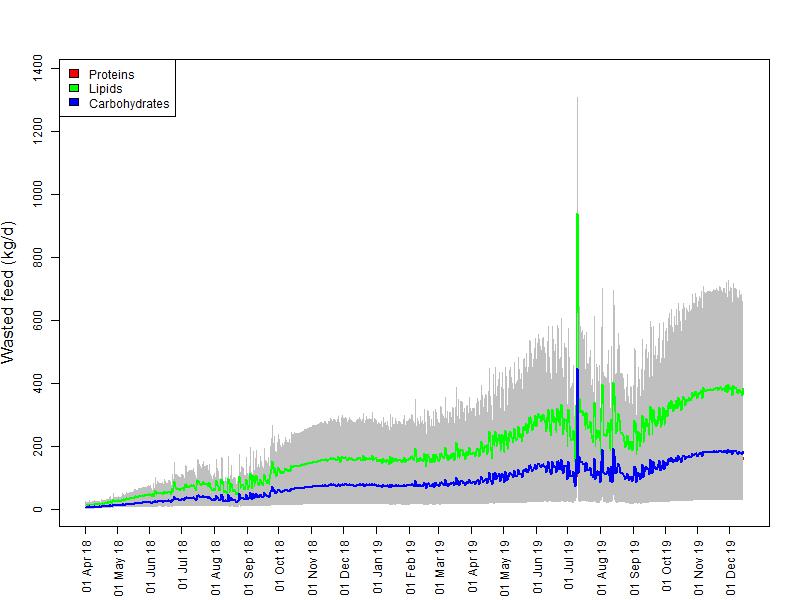 Proteins
Lipids
Carbohydrates
Wasted feed (kg/d)
1400
1200
1000
800
600
400
200
0
01 Apr 18
01 May 18
01 Jun 18
01 Jul 18
01 Aug 18
01 Sep 18
01 Oct 18
01 Nov 18
01 Dec 18
01 Jan 19
01 Feb 19
01 Mar 19
01 Apr 19
01 May 19
01 Jun 19
01 Jul 19
01 Aug 19
01 Sep 19
01 Oct 19
01 Nov 19
01 Dec 19